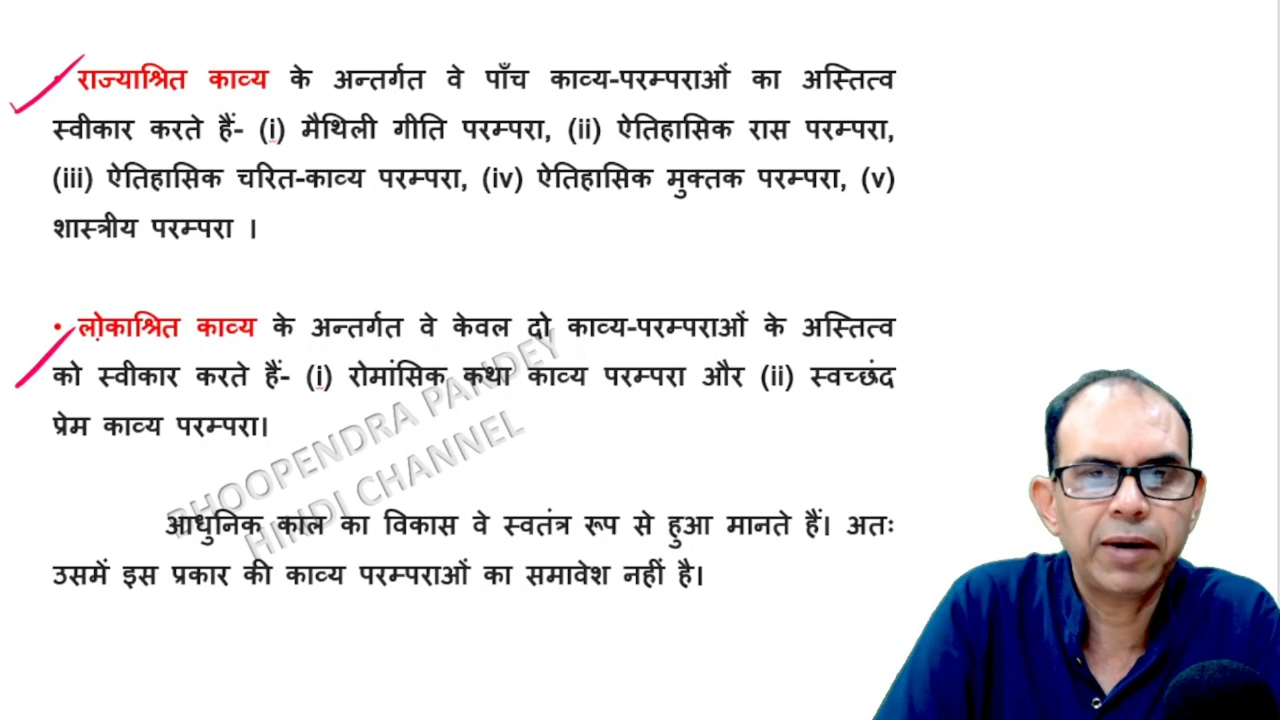 • राज्याश्रित काव्य के अन्तर्गत वे पाँच काव्य-परम्पराओं का अस्तित्व
स्वीकार करते हैं- (i) मैथिली गीति परम्परा, (ii) ऐतिहासिक रास परम्परा,
(iii) ऐतिहासिक चरित-काव्य परम्परा, (iv) ऐतिहासिक मुक्तक परम्परा, (v)
शास्त्रीय परम्परा ।
• लोकाश्रित काव्य के अन्तर्गत वे केवल दो काव्य-परम्पराओं के अस्तित्व
को स्वीकार करते हैं- (i) रोमांसिक कथा काव्य परम्परा और (ii) स्वच्छंद
प्रेम काव्य परम्परा।
BHOOPENDRA PANDEY
HINDI CHANNEL
आधुनिक काल का विकास वे स्वतंत्र रूप से हुआ मानते हैं। अतः
उसमें इस प्रकार की काव्य परम्पराओं का समावेश नहीं है।